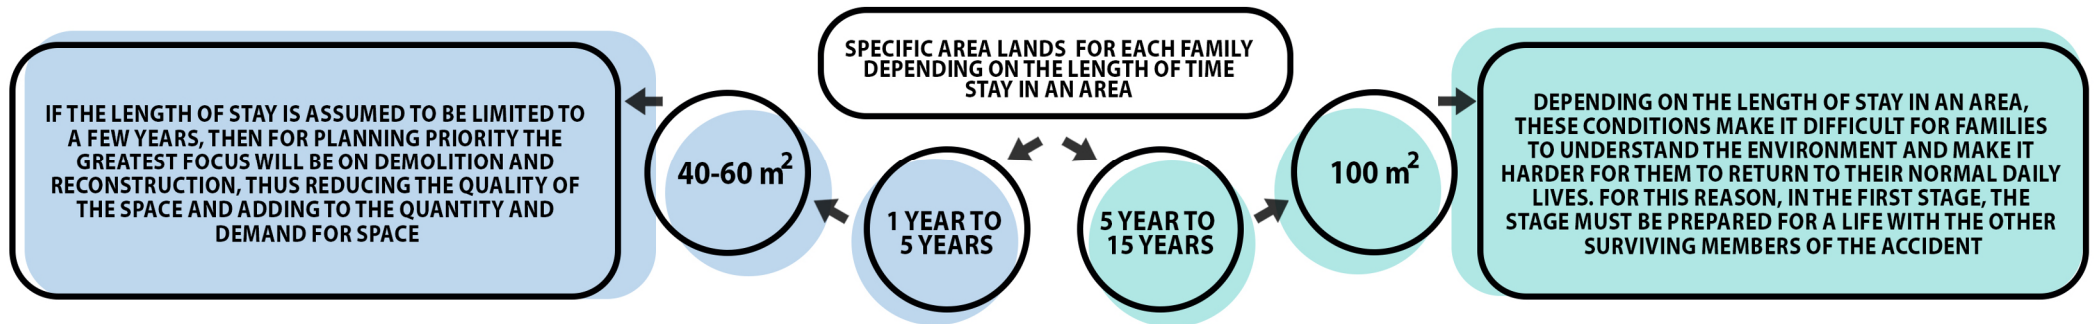 SPECIFIC AREA LANDS FOR EACH FAMILY
DEPENDING ON THE LENGTH OF TIME
STAY IN AN AREA
IF THE LENGTH OF STAY IS ASSUMED TO BE LIMITED TO
A FEW YEARS, THEN FOR PLANNING PRIORITY THE
GREATEST FOCUS WILL BE ON DEMOLITION AND
RECONSTRUCTION, THUS REDUCING THE QUALITY OF
THE SPACE AND ADDING TO THE QUANTITY AND
DEMAND FOR SPACE
40-60 m²
1 YEAR TO
5 YEARS
5 YEAR TO
15 YEARS
100 m²
DEPENDING ON THE LENGTH OF STAY IN AN AREA,
THESE CONDITIONS MAKE IT DIFFICULT FOR FAMILIES
TO UNDERSTAND THE ENVIRONMENT AND MAKE IT
HARDER FOR THEM TO RETURN TO THEIR NORMAL DAILY
LIVES. FOR THIS REASON, IN THE FIRST STAGE, THE
STAGE MUST BE PREPARED FOR A LIFE WITH THE OTHER
SURVIVING MEMBERS OF THE ACCIDENT